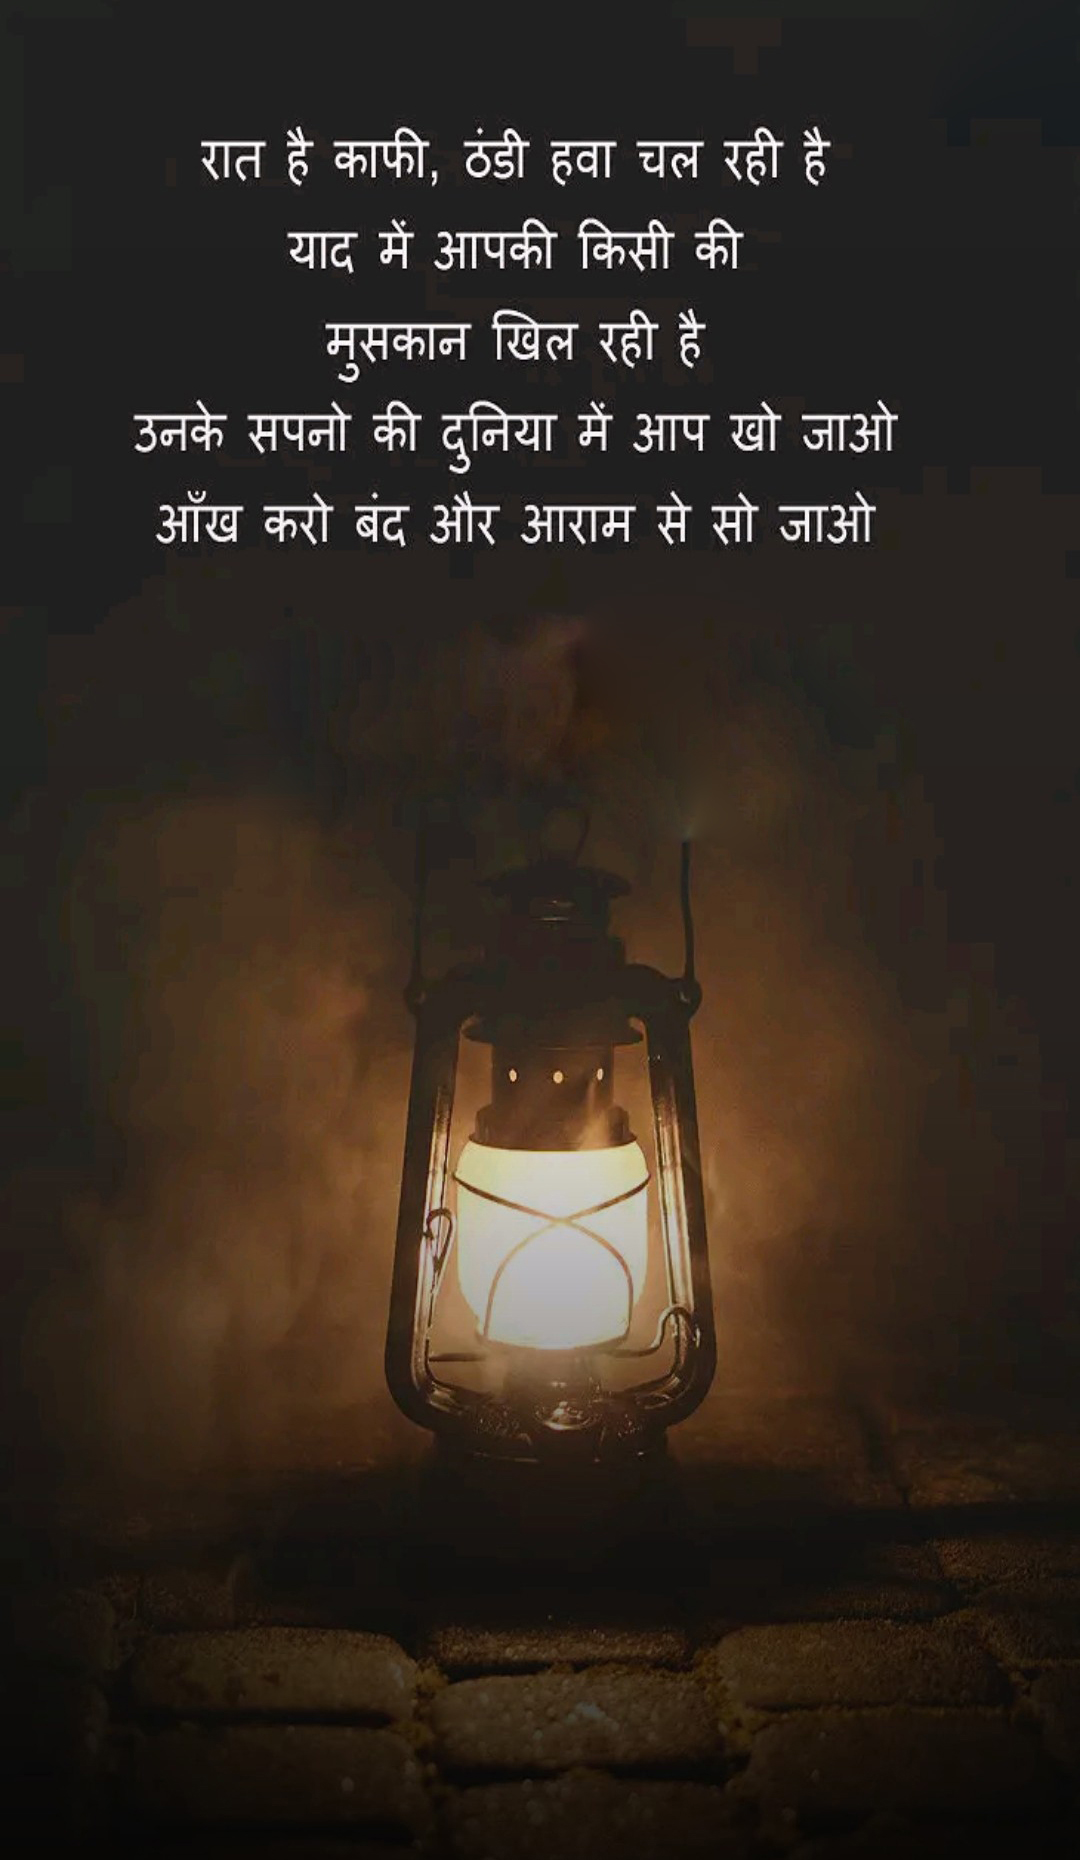 रात है काफी, ठंडी हवा चल रही है
याद में आपकी किसी की
मुसकान खिल रही है
उनके सपनो की दुनिया में आप खो जाओ
आँख करो बंद और आराम से सो जाओ